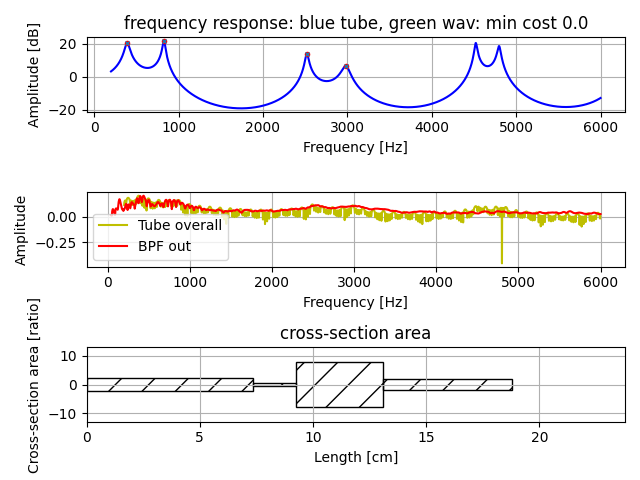 frequency response: blue tube, green wav: min cost 0.0
Amplitude [dB]
20
0
−20
0 1000 2000 3000 4000 5000 6000
Frequency [Hz]
Amplitude
0.00
−0.25
Tube overall
BPF out
0 1000 2000 3000 4000 5000 6000
Frequency [Hz]
cross-section area
Cross-section area [ratio]
10
0
−10
0 5 10 15 20
Length [cm]